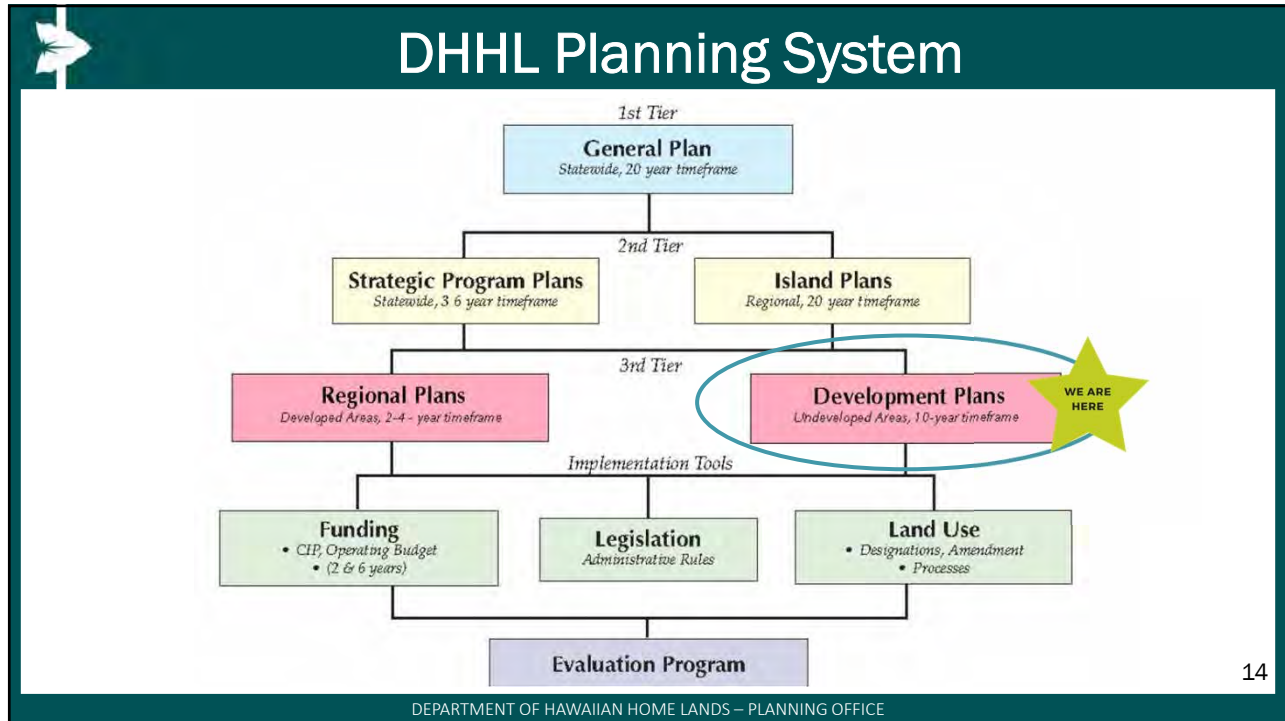 DHHL Planning System
1st Tier
General Plan
Statewide, 20 year timeframe
2nd Tier
Strategic Program Plans
Statewide, 3 6 year timeframe
Island Plans
Regional, 20 year timeframe
3rd Tier
Regional Plans
Developed Areas, 2-4 - year timeframe
Development Plans
Undeveloped Areas, 10-year timeframe
WE ARE
HERE
Implementation Tools
Funding
• CIP, Operating Budget
• (2 & 6 years)
Legislation
Administrative Rules
Land Use
• Designations, Amendment
• Processes
Evaluation Program
14
DEPARTMENT OF HAWAIIAN HOME LANDS – PLANNING OFFICE